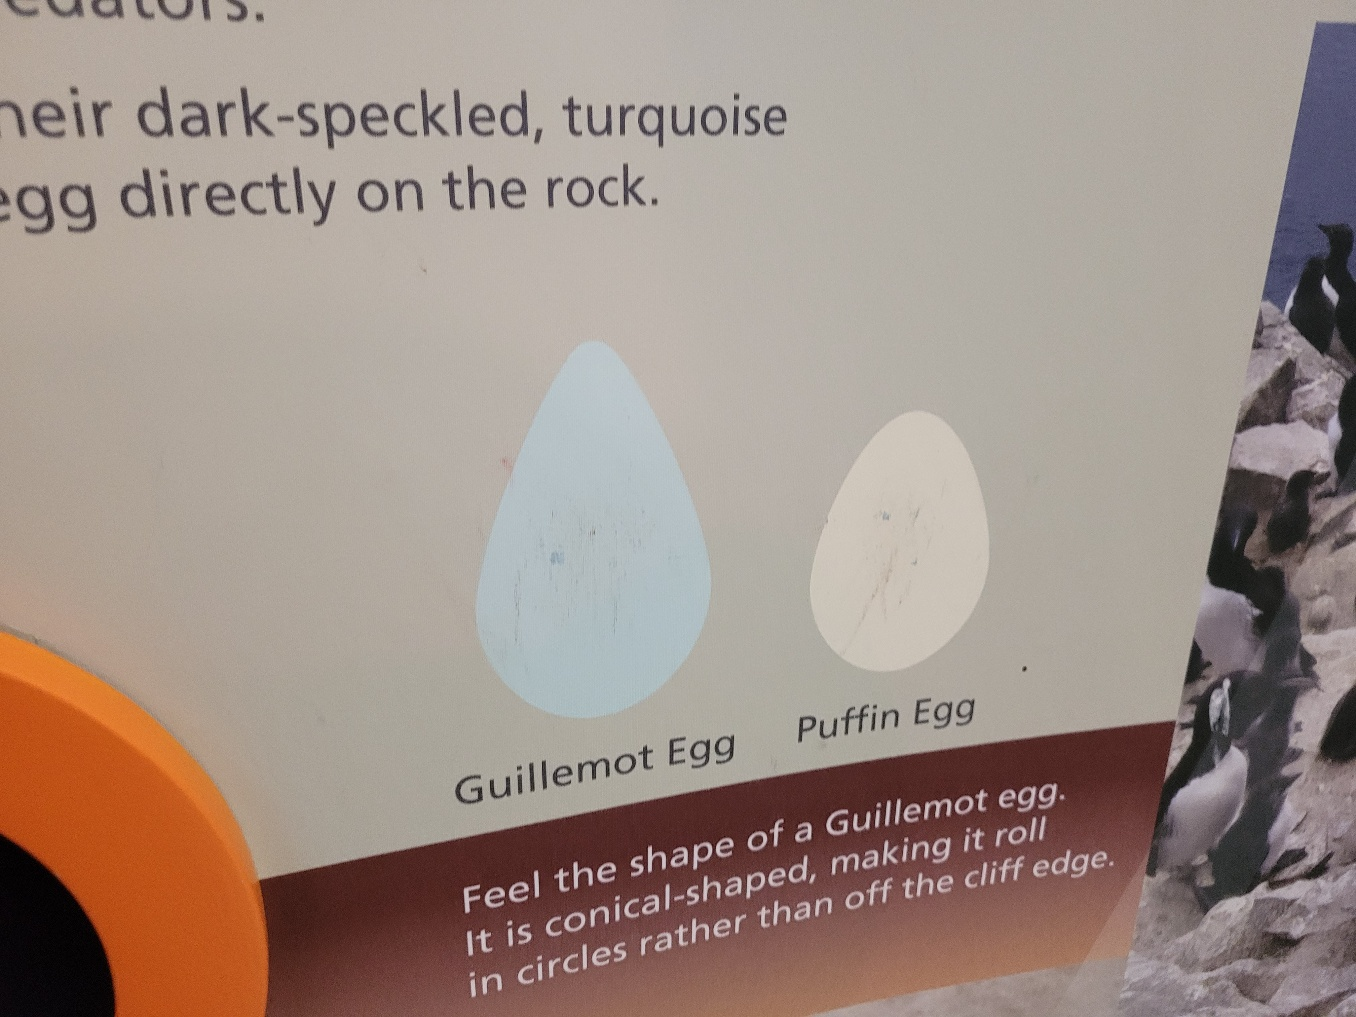 dark-speckled, turquoise
egg directly on the rock.
Guillemot Egg
Puffin Egg
Feel the shape of a Guillemot egg.
It is conical-shaped, making it roll
in circles rather than off the cliff edge.